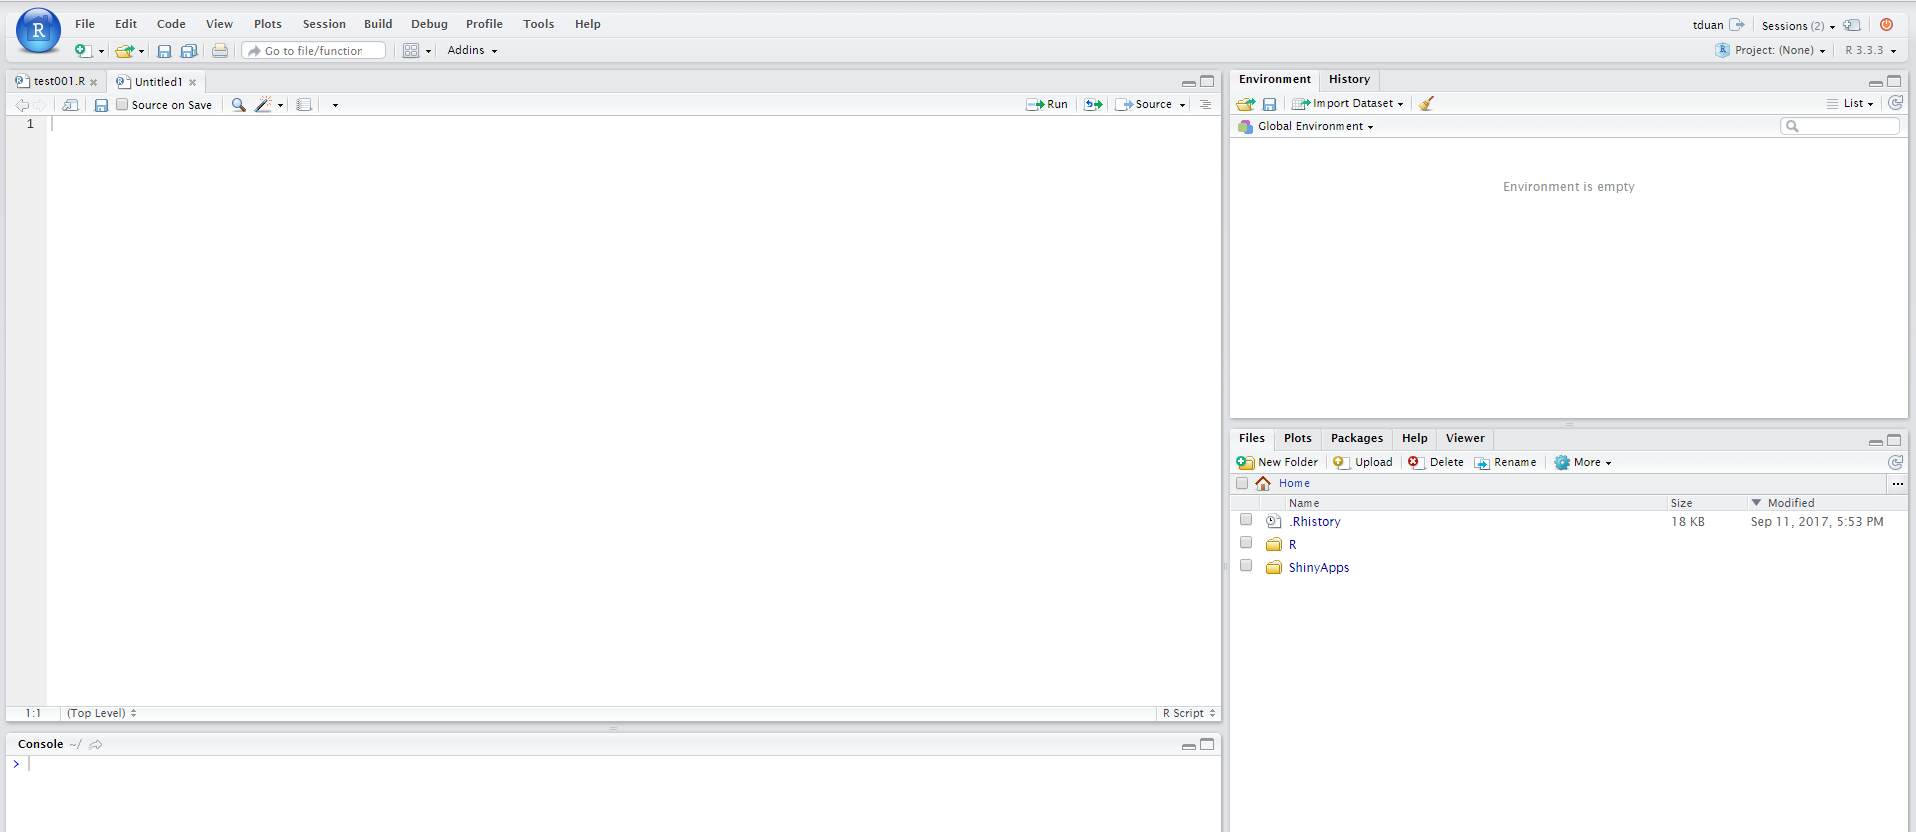 R File Edit Code View Plots Session Build Debug Profile Tools Help tduan Sessions (2)
Go to file/function Addins Project: (None) R 3.3.3
test001.R Untitled1
Source on Save Run Source
1
1:1 (Top Level) R Script
Console ~/
>
Environment History
Import Dataset List
Global Environment
Environment is empty
Files Plots Packages Help Viewer
New Folder Upload Delete Rename More
Home ...
Name Size Modified
.Rhistory 18 KB Sep 11, 2017, 5:53 PM
R
ShinyApps